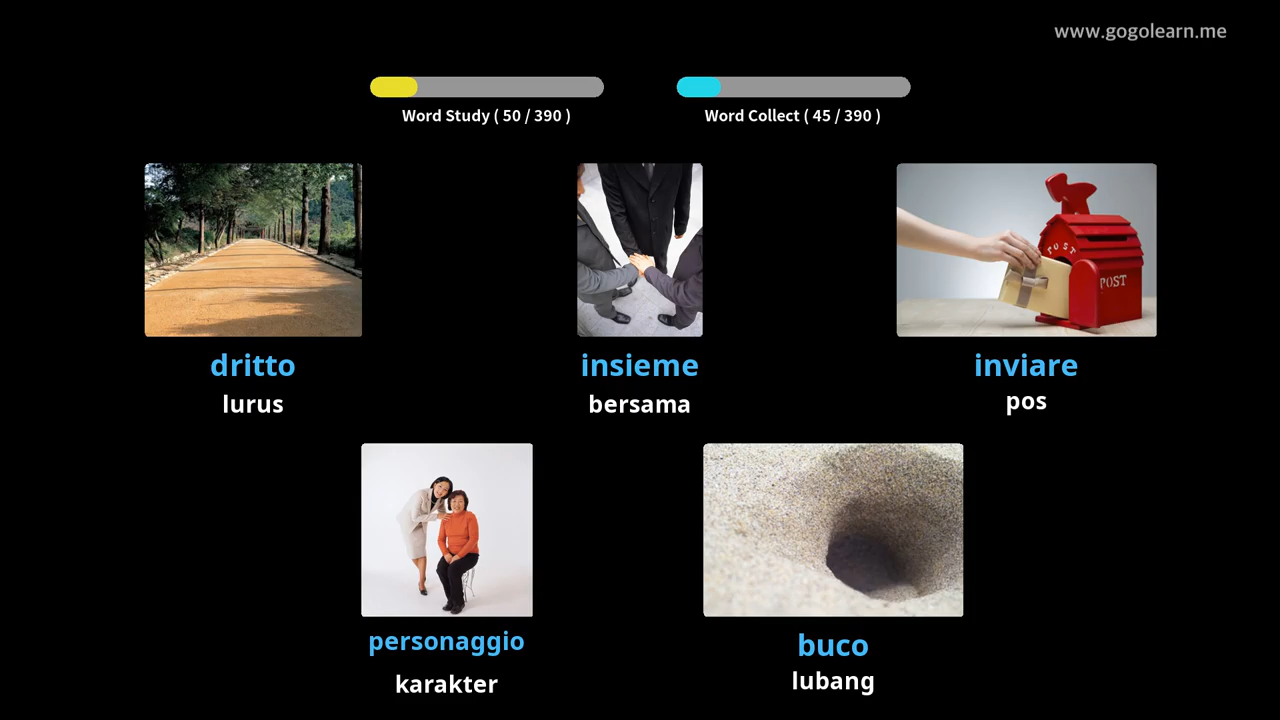 www.gogolearn.me
Word Study ( 50 / 390 )
Word Collect ( 45 / 390 )
POST
POST
dritto
insieme
inviare
lurus
bersama
pos
personaggio
buco
karakter
lubang